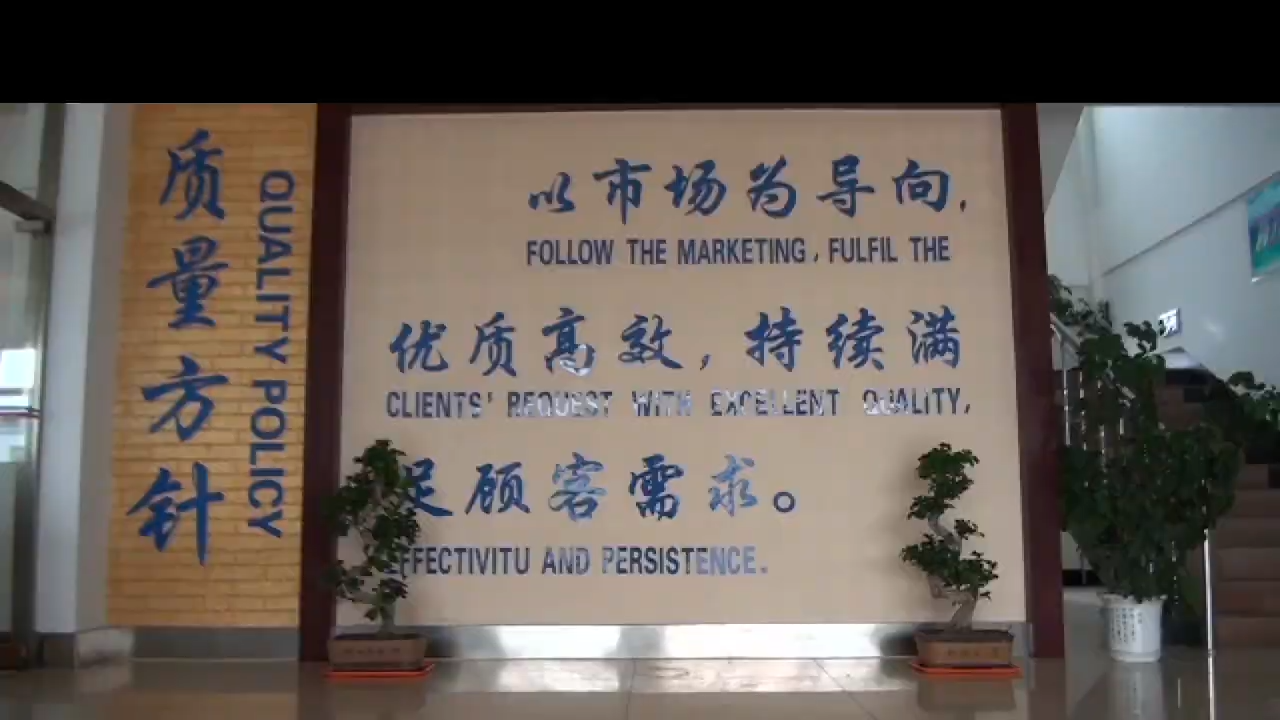 质量方针
QUALITY POLICY
以市场为导向,
FOLLOW THE MARKETING, FULFIL THE
优质高效,持续满
CLIENTS' REQUEST WITH EXCELLENT QUALITY,
足顾客需求。
EFFECTIVITU AND PERSISTENCE.